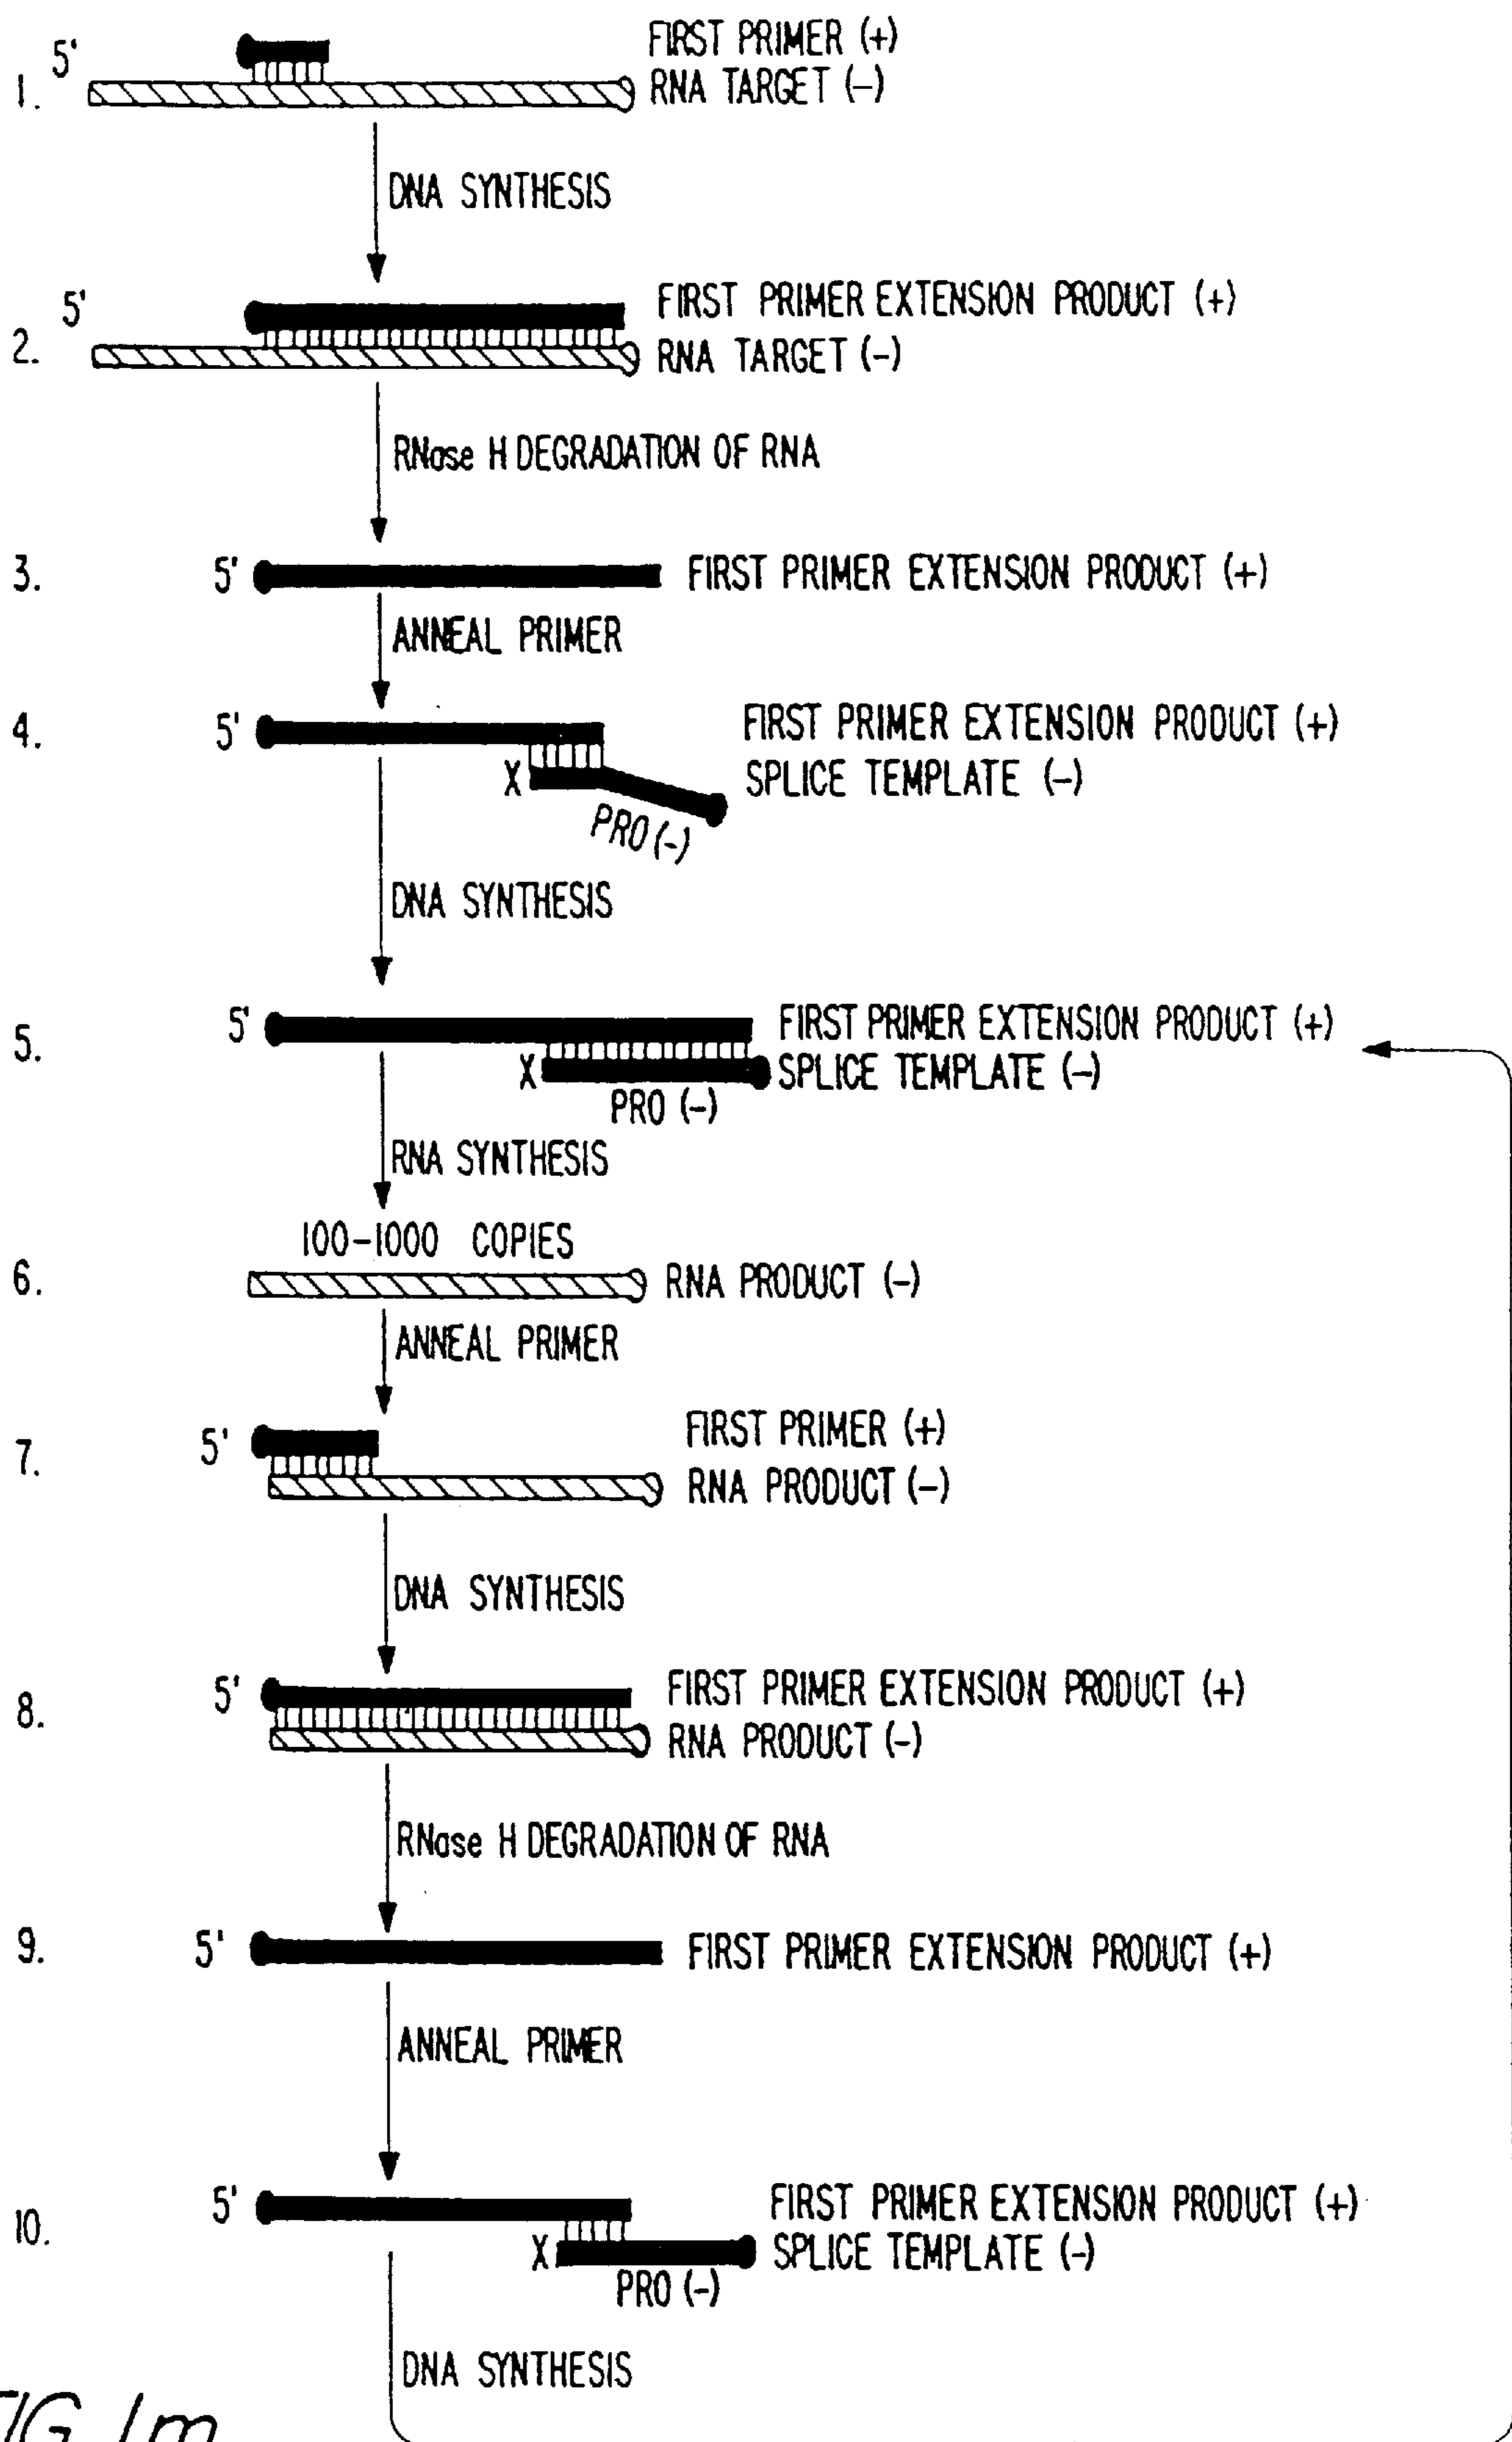 5' FIRST PRIMER (+)
1. RNA TARGET (-)
DNA SYNTHESIS
5' FIRST PRIMER EXTENSION PRODUCT (+)
2. RNA TARGET (-)
RNase H DEGRADATION OF RNA
3. 5' FIRST PRIMER EXTENSION PRODUCT (+)
ANNEAL PRIMER
4. 5' FIRST PRIMER EXTENSION PRODUCT (+)
X SPLICE TEMPLATE (-)
PRO (-)
DNA SYNTHESIS
5. 5' FIRST PRIMER EXTENSION PRODUCT (+)
X SPLICE TEMPLATE (-)
PRO (-)
RNA SYNTHESIS
100-1000 COPIES
6. RNA PRODUCT (-)
ANNEAL PRIMER
7. 5' FIRST PRIMER (+)
RNA PRODUCT (-)
DNA SYNTHESIS
8. 5' FIRST PRIMER EXTENSION PRODUCT (+)
RNA PRODUCT (-)
RNase H DEGRADATION OF RNA
9. 5' FIRST PRIMER EXTENSION PRODUCT (+)
ANNEAL PRIMER
10. 5' FIRST PRIMER EXTENSION PRODUCT (+)
X SPLICE TEMPLATE (-)
PRO (-)
DNA SYNTHESIS
FIG. 1m